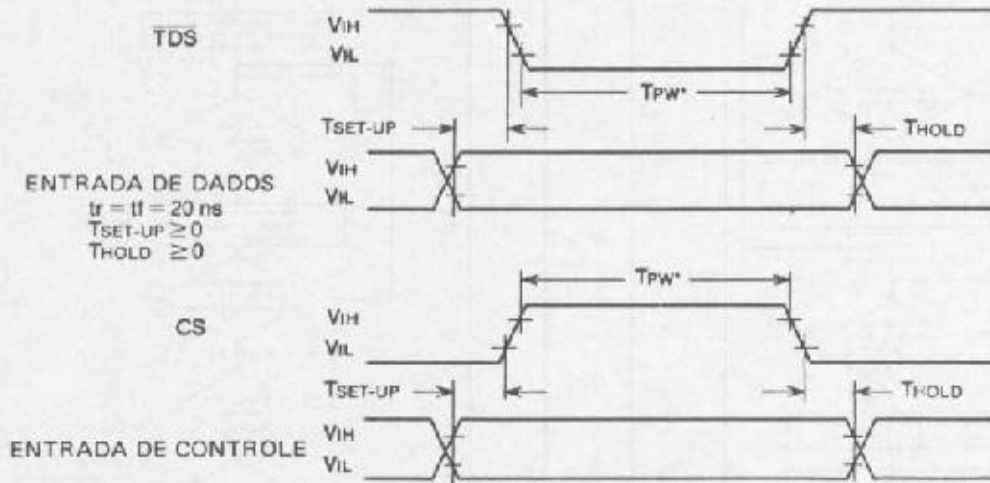 TDS
VIH
VIL
TPW*
TSET-UP
THOLD
ENTRADA DE DADOS
tr = tf = 20 ns
TSET-UP ≥ 0
THOLD ≥ 0
VIH
VIL
TPW*
CS
VIH
VIL
TSET-UP
THOLD
ENTRADA DE CONTROLE
VIH
VIL